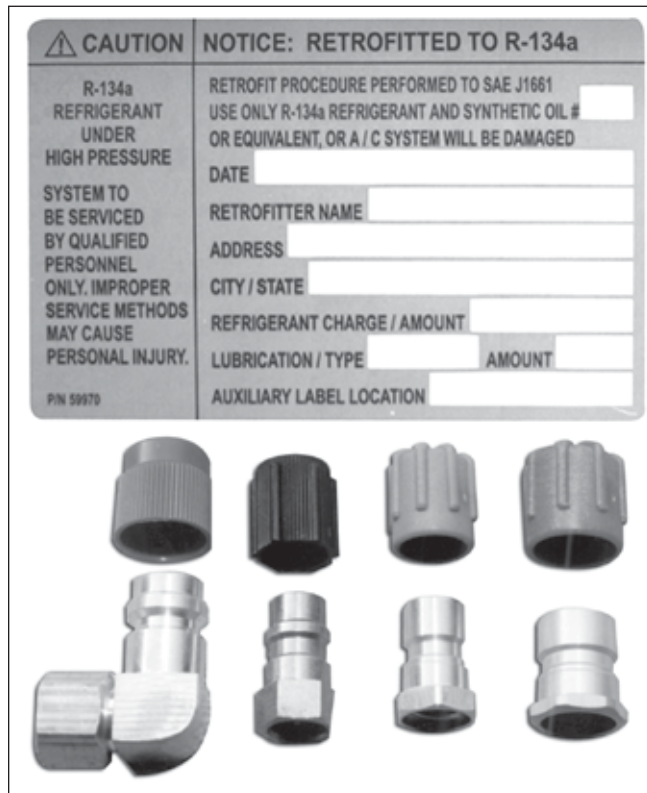 ⚠ CAUTION
R-134a
REFRIGERANT
UNDER
HIGH PRESSURE
SYSTEM TO
BE SERVICED
BY QUALIFIED
PERSONNEL
ONLY. IMPROPER
SERVICE METHODS
MAY CAUSE
PERSONAL INJURY.
P/N 59970
NOTICE: RETROFITTED TO R-134a
RETROFIT PROCEDURE PERFORMED TO SAE J1661
USE ONLY R-134a REFRIGERANT AND SYNTHETIC OIL #
OR EQUIVALENT, OR A / C SYSTEM WILL BE DAMAGED
DATE
RETROFITTER NAME
ADDRESS
CITY / STATE
REFRIGERANT CHARGE / AMOUNT
LUBRICATION / TYPE AMOUNT
AUXILIARY LABEL LOCATION